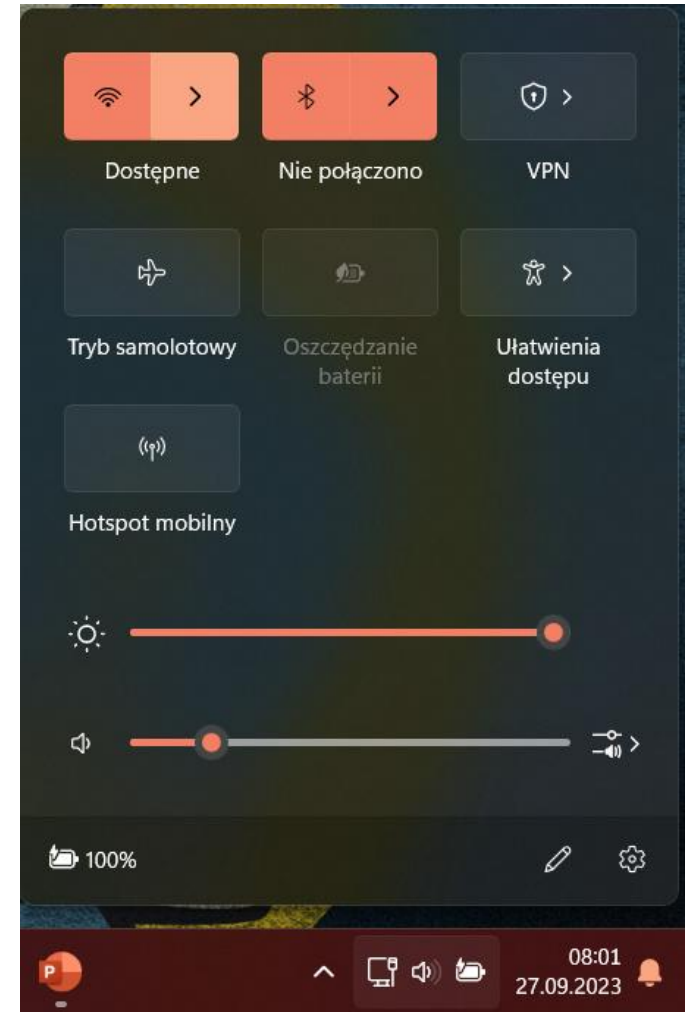 Dostępne
Nie połączono
VPN
Tryb samolotowy
Oszczędzanie
baterii
Ułatwienia
dostępu
Hotspot mobilny
100%
P
08:01
27.09.2023